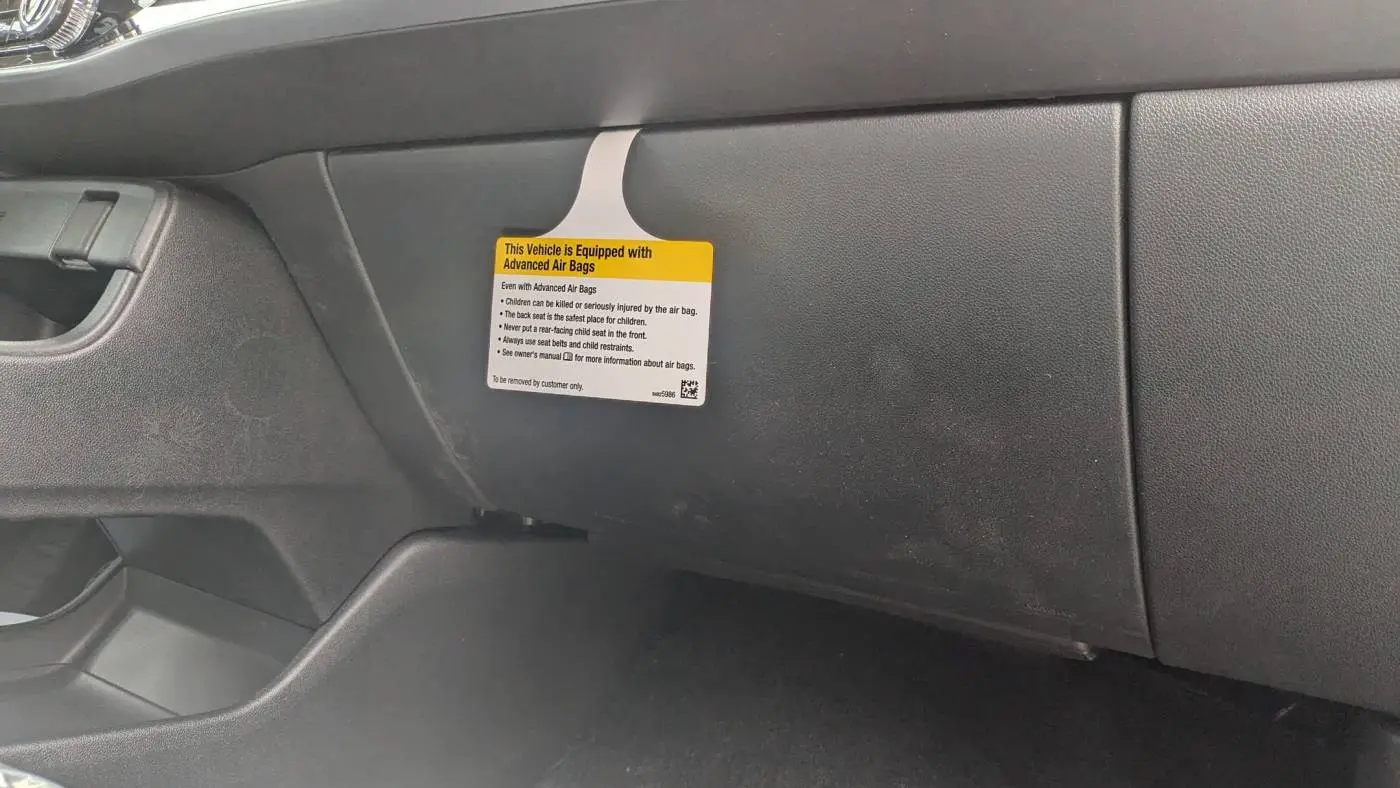 This Vehicle is Equipped with
Advanced Air Bags
Even with Advanced Air Bags
• Children can be killed or seriously injured by the air bag.
• The back seat is the safest place for children.
• Never put a rear-facing child seat in the front.
• Always use seat belts and child restraints.
• See owner's manual for more information about air bags.
To be removed by customer only.